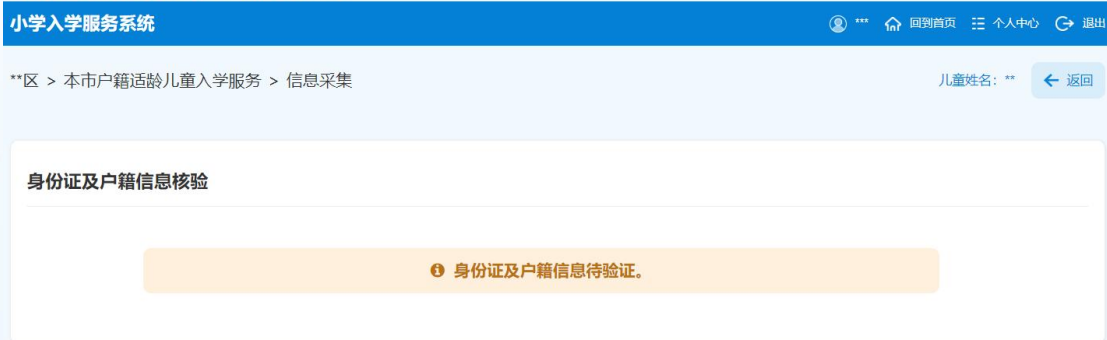 小学入学服务系统 *** 回到首页 个人中心 退出
**区 > 本市户籍适龄儿童入学服务 > 信息采集 儿童姓名：** 返回
身份证及户籍信息核验
身份证及户籍信息待验证。